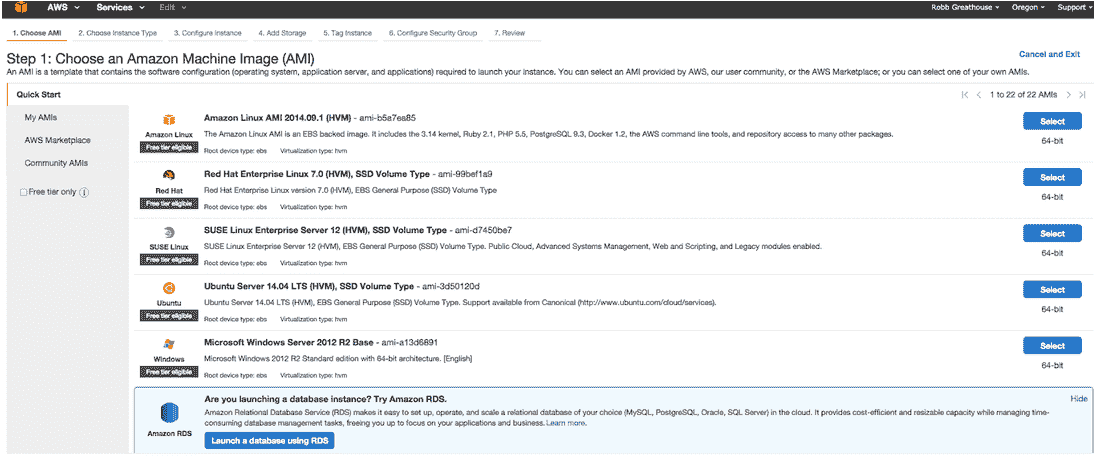 AWS Services Edit Robb Greathouse Oregon Support
1. Choose AMI 2. Choose Instance Type 3. Configure Instance 4. Add Storage 5. Tag Instance 6. Configure Security Group 7. Review
Step 1: Choose an Amazon Machine Image (AMI)
Cancel and Exit
An AMI is a template that contains the software configuration (operating system, application server, and applications) required to launch your instance. You can select an AMI provided by AWS, our user community, or the AWS Marketplace; or you can select one of your own AMIs.
Quick Start
1 to 22 of 22 AMIs
My AMIs
AWS Marketplace
Community AMIs
Free tier only
Amazon Linux
Free tier eligible
Amazon Linux AMI 2014.09.1 (HVM) - ami-b5a7ea85
The Amazon Linux AMI is an EBS backed image. It includes the 3.14 kernel, Ruby 2.1, PHP 5.5, PostgreSQL 9.3, Docker 1.2, the AWS command line tools, and repository access to many other packages.
Root device type: ebs Virtualization type: hvm
Select
64-bit
Red Hat
Free tier eligible
Red Hat Enterprise Linux 7.0 (HVM), SSD Volume Type - ami-99bef1a9
Red Hat Enterprise Linux version 7.0 (HVM), EBS General Purpose (SSD) Volume Type
Root device type: ebs Virtualization type: hvm
Select
64-bit
SUSE Linux
Free tier eligible
SUSE Linux Enterprise Server 12 (HVM), SSD Volume Type - ami-d7450be7
SUSE Linux Enterprise Server 12 (HVM), EBS General Purpose (SSD) Volume Type. Public Cloud, Advanced Systems Management, Web and Scripting, and Legacy modules enabled.
Root device type: ebs Virtualization type: hvm
Select
64-bit
Ubuntu
Free tier eligible
Ubuntu Server 14.04 LTS (HVM), SSD Volume Type - ami-3d50120d
Ubuntu Server 14.04 LTS (HVM), EBS General Purpose (SSD) Volume Type. Support available from Canonical (http://www.ubuntu.com/cloud/services).
Root device type: ebs Virtualization type: hvm
Select
64-bit
Windows
Free tier eligible
Microsoft Windows Server 2012 R2 Base - ami-a13d6891
Microsoft Windows 2012 R2 Standard edition with 64-bit architecture. [English]
Root device type: ebs Virtualization type: hvm
Select
64-bit
Amazon RDS
Are you launching a database instance? Try Amazon RDS.
Hide
Amazon Relational Database Service (RDS) makes it easy to set up, operate, and scale a relational database of your choice (MySQL, PostgreSQL, Oracle, SQL Server) in the cloud. It provides cost-efficient and resizable capacity while managing time-
consuming database management tasks, freeing you up to focus on your applications and business. Learn more.
Launch a database using RDS